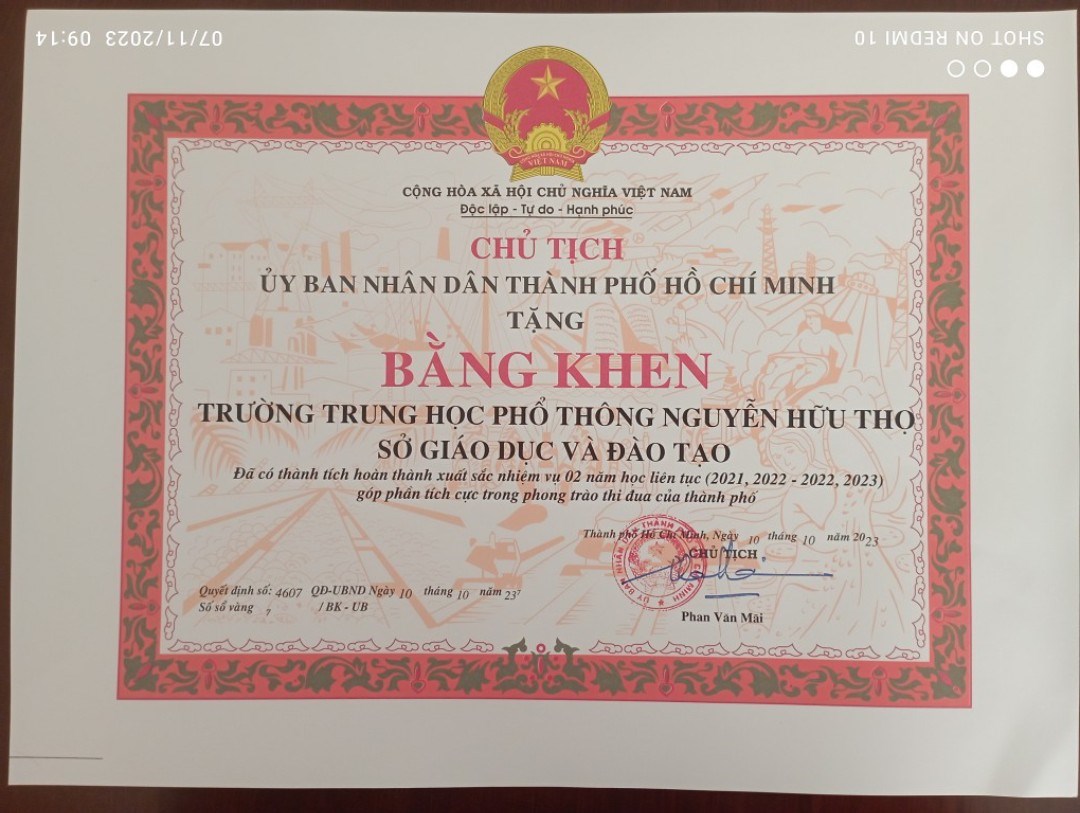 07/11/2023 09:14
SHOT ON REDMI 10
VIỆT NAM
CỘNG HÒA XÃ HỘI CHỦ NGHĨA VIỆT NAM
Độc lập - Tự do - Hạnh phúc
CHỦ TỊCH
ỦY BAN NHÂN DÂN THÀNH PHỐ HỒ CHÍ MINH
TẶNG
BẰNG KHEN
TRƯỜNG TRUNG HỌC PHỔ THÔNG NGUYỄN HỮU THỌ
SỞ GIÁO DỤC VÀ ĐÀO TẠO
Đã có thành tích hoàn thành xuất sắc nhiệm vụ 02 năm học liên tục (2021, 2022 - 2022, 2023)
góp phần tích cực trong phong trào thi đua của thành phố
Thành phố Hồ Chí Minh, Ngày 10 tháng 10 năm 2023
CHỦ TỊCH
Quyết định số: 4607 QĐ-UBND Ngày 10 tháng 10 năm 23
Số sổ vàng 7 / BK - UB
Phan Văn Mãi